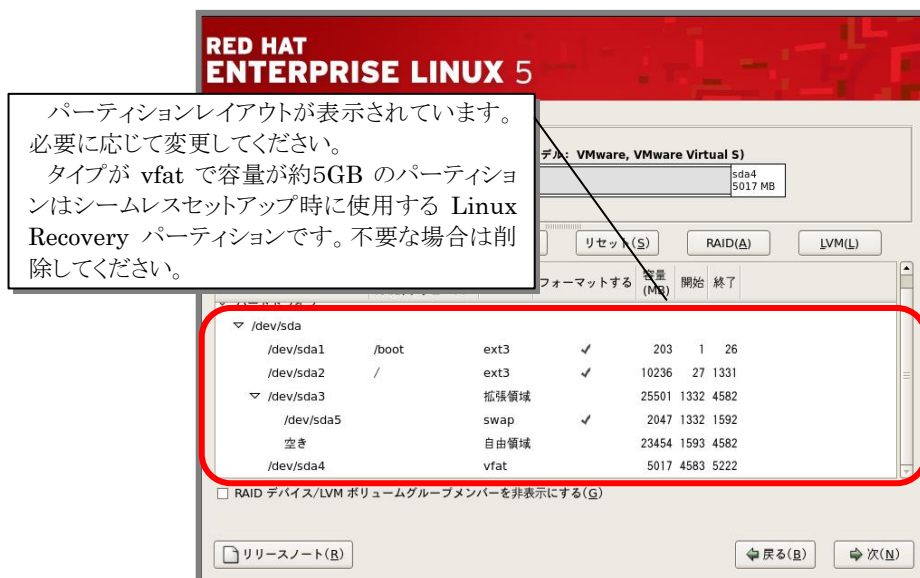 RED HAT
ENTERPRISE LINUX 5
パーティションレイアウトが表示されています。
必要に応じて変更してください。
タイプが vfat で容量が約5GB のパーティショ
ンはシームレスセットアップ時に使用する Linux
Recovery パーティションです。不要な場合は削
除してください。
デル: VMware, VMware Virtual S)
sda4
5017 MB
リセット(S) RAID(A) LVM(L)
フォーマットする 容量 (MB) 開始 終了
▽ /dev/sda
/dev/sda1 /boot ext3 ✓ 203 1 26
/dev/sda2 / ext3 ✓ 10236 27 1331
▽ /dev/sda3 拡張領域 25501 1332 4582
/dev/sda5 swap ✓ 2047 1332 1592
空き 自由領域 23454 1593 4582
/dev/sda4 vfat 5017 4583 5222
RAID デバイス/LVM ボリュームグループメンバーを非表示にする(G)
リリースノート(R) 戻る(B) 次(N)